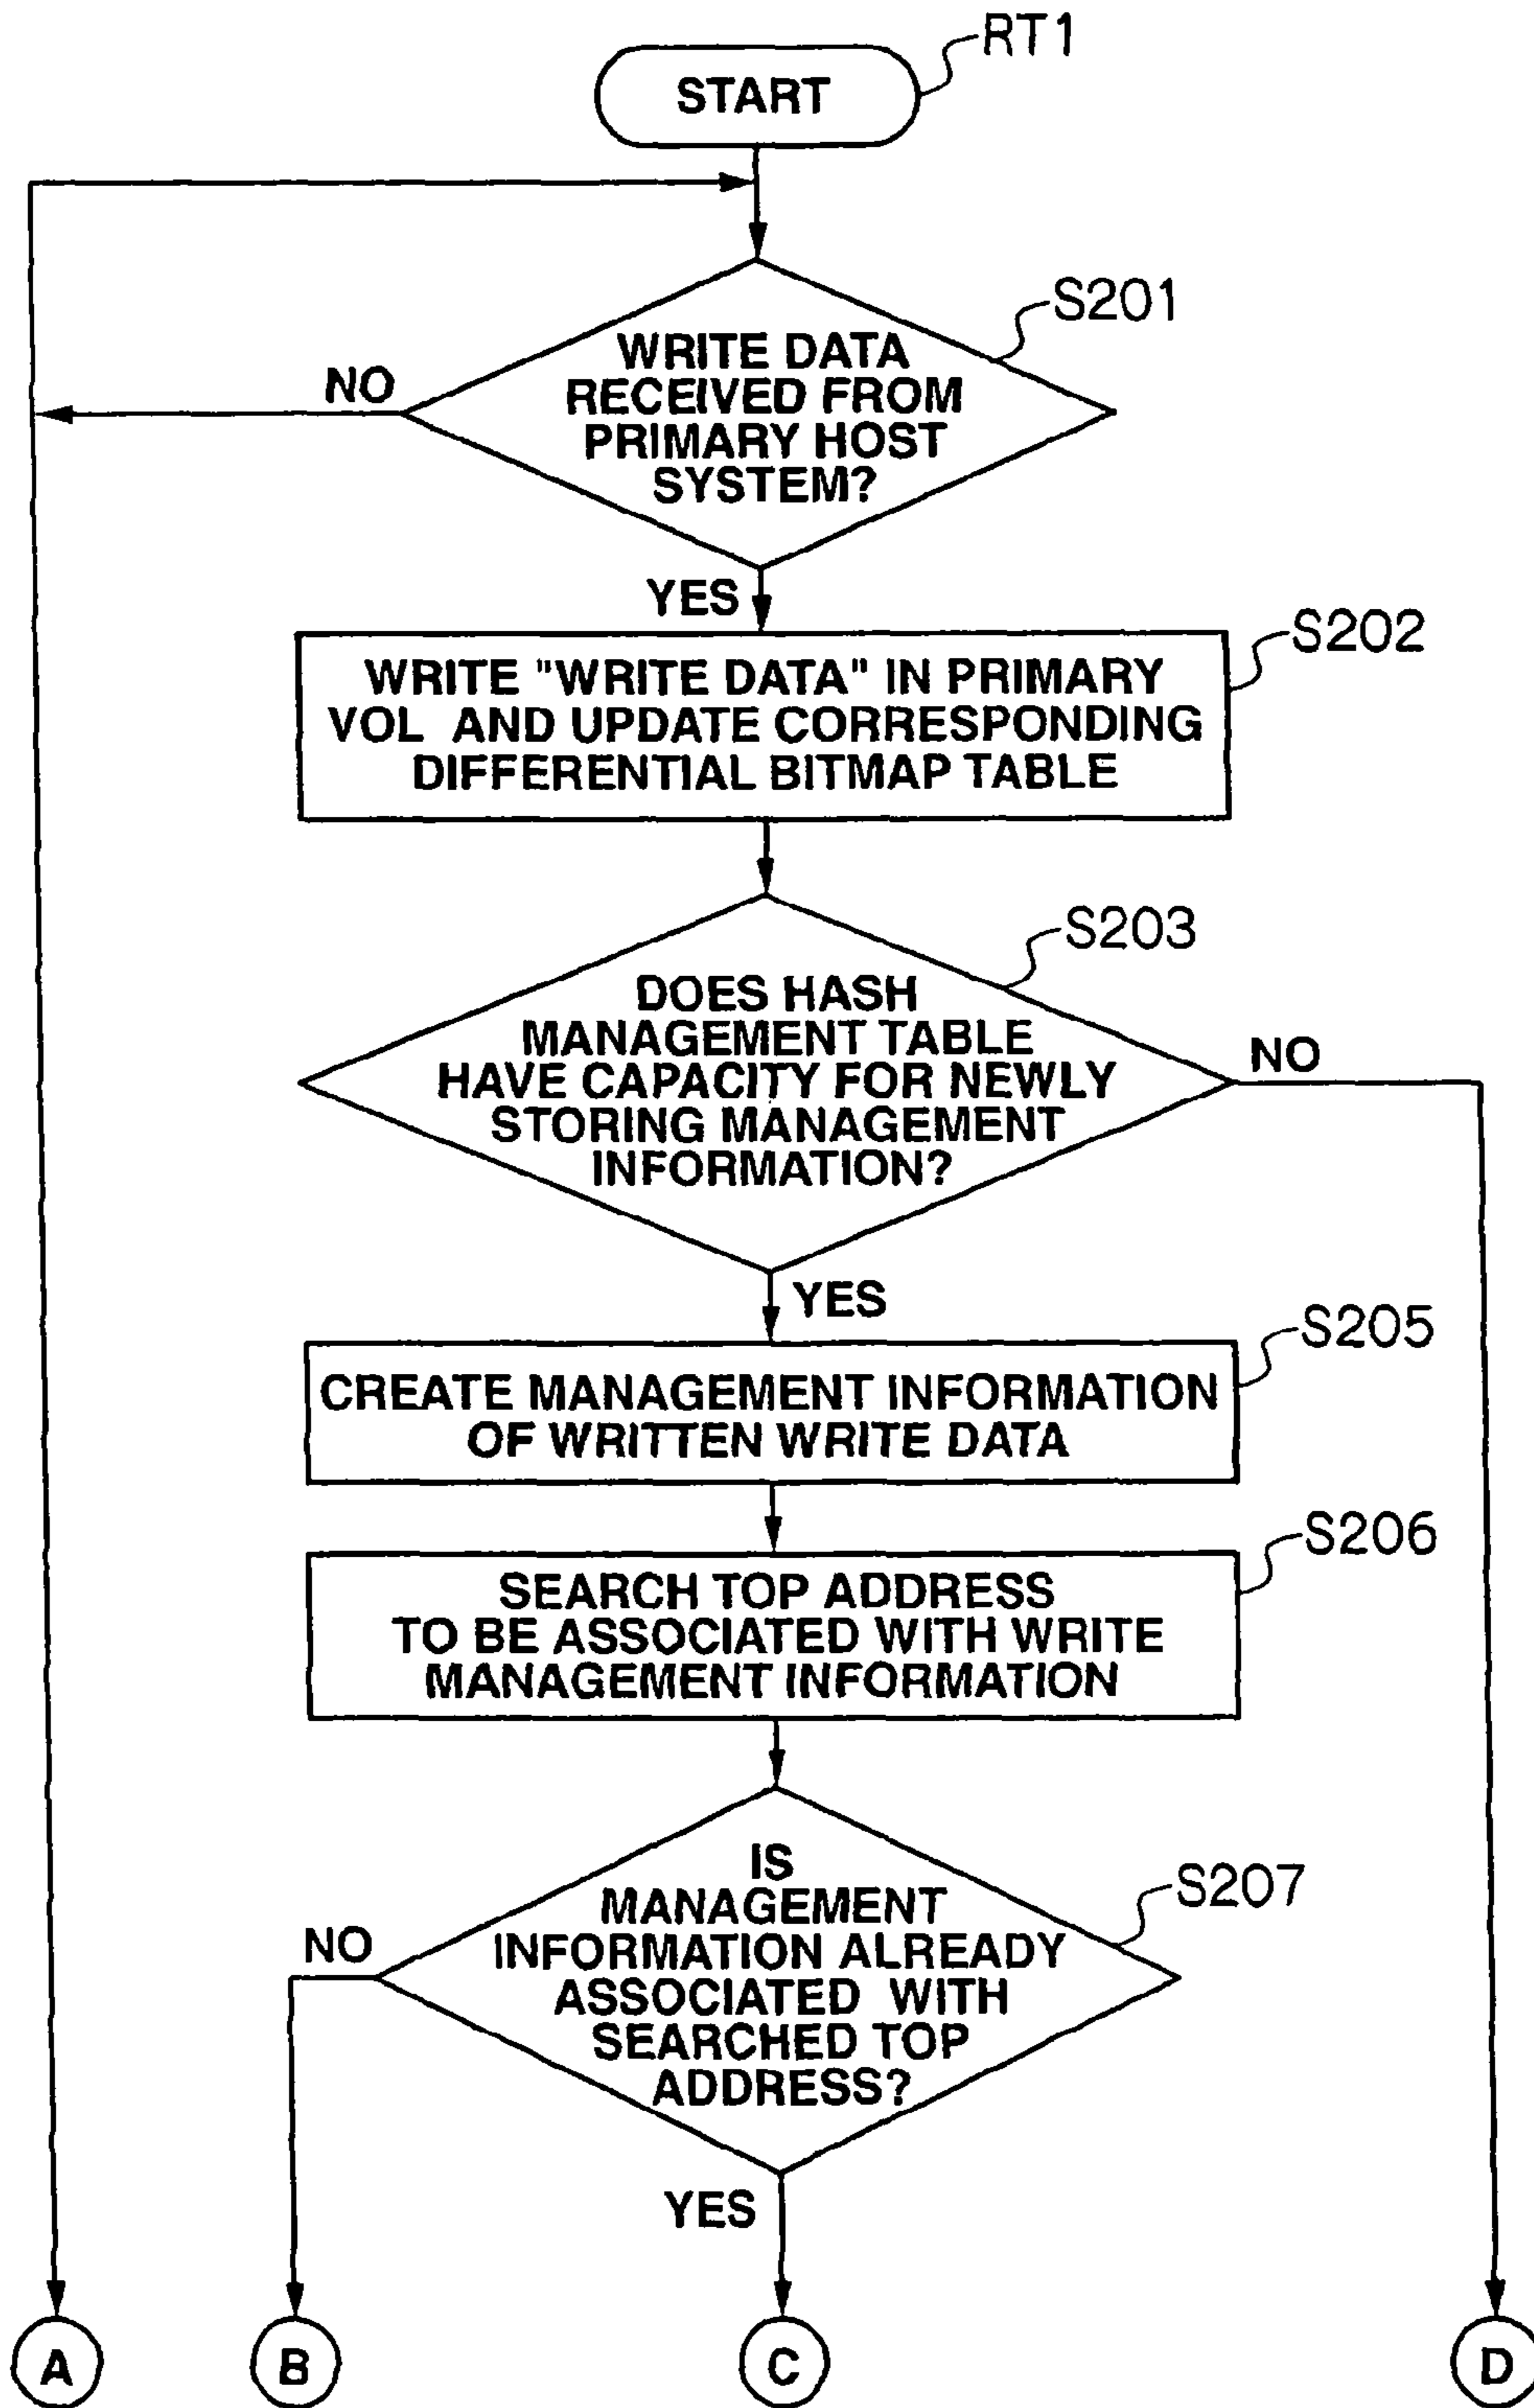 RT1
START
S201
WRITE DATA
RECEIVED FROM
PRIMARY HOST
SYSTEM?
NO
YES
S202
WRITE "WRITE DATA" IN PRIMARY
VOL AND UPDATE CORRESPONDING
DIFFERENTIAL BITMAP TABLE
S203
DOES HASH
MANAGEMENT TABLE
HAVE CAPACITY FOR NEWLY
STORING MANAGEMENT
INFORMATION?
NO
YES
S205
CREATE MANAGEMENT INFORMATION
OF WRITTEN WRITE DATA
S206
SEARCH TOP ADDRESS
TO BE ASSOCIATED WITH WRITE
MANAGEMENT INFORMATION
S207
IS
MANAGEMENT
INFORMATION ALREADY
ASSOCIATED WITH
SEARCHED TOP
ADDRESS?
NO
YES
A
B
C
D